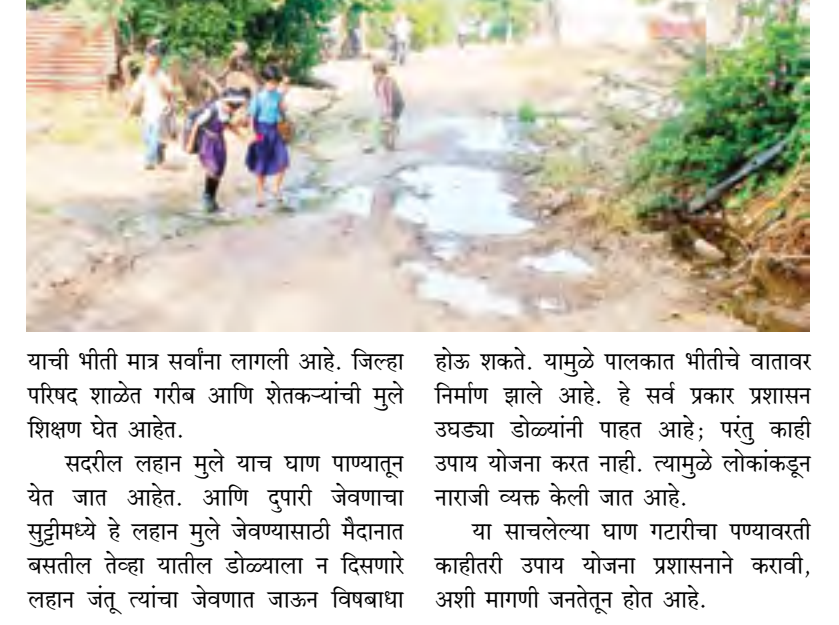 याची भीती मात्र सर्वांना लागली आहे. जिल्हा
परिषद शाळेत गरीब आणि शेतकऱ्यांची मुले
शिक्षण घेत आहेत.
सदरील लहान मुले याच घाण पाण्यातून
येत जात आहेत. आणि दुपारी जेवणाचा
सुट्टीमध्ये हे लहान मुले जेवण्यासाठी मैदानात
बसतील तेव्हा यातील डोळ्याला न दिसणारे
लहान जंतू त्यांचा जेवणात जाऊन विषबाधा
होऊ शकते. यामुळे पालकात भीतीचे वातावर
निर्माण झाले आहे. हे सर्व प्रकार प्रशासन
उघड्या डोळ्यांनी पाहत आहे; परंतु काही
उपाय योजना करत नाही. त्यामुळे लोकांकडून
नाराजी व्यक्त केली जात आहे.
या साचलेल्या घाण गटारीचा पण्यावरती
काहीतरी उपाय योजना प्रशासनाने करावी,
अशी मागणी जनतेतून होत आहे.